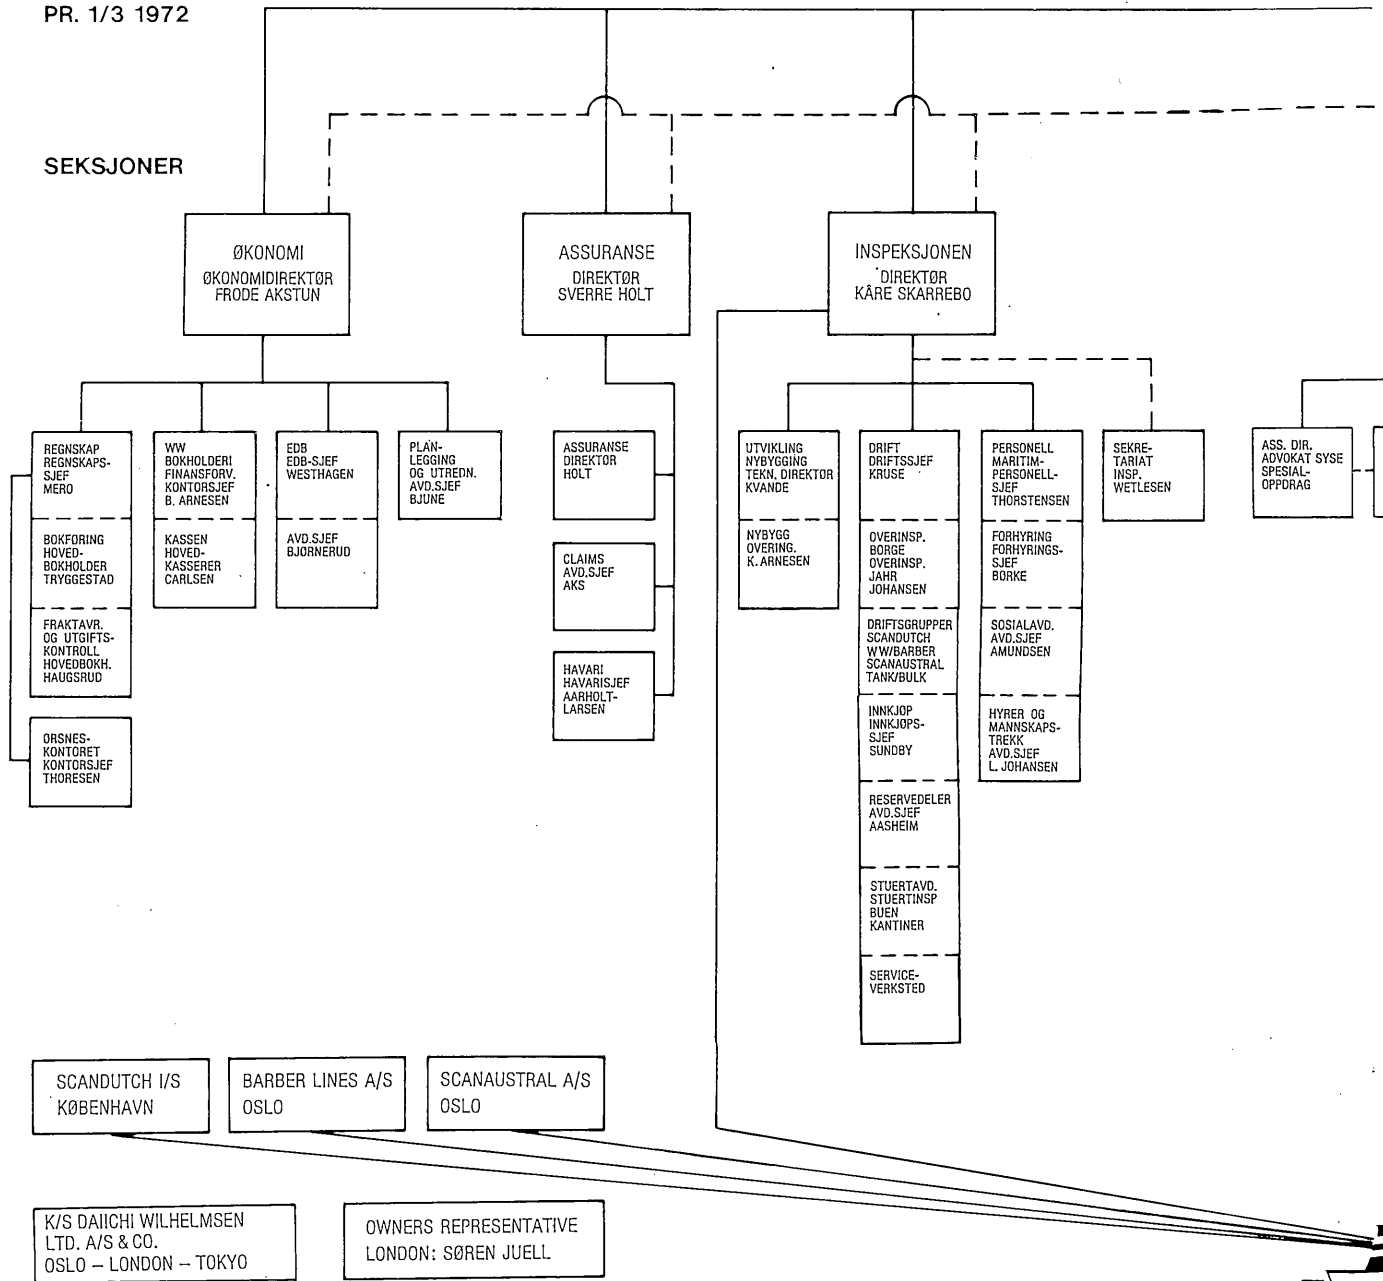 PR. 1/3 1972
SEKSJONER
ØKONOMI
ØKONOMIDIREKTØR
FRODE AKSTUN
ASSURANSE
DIREKTØR
SVERRE HOLT
INSPEKSJONEN
DIREKTØR
KÅRE SKARREBO
REGNSKAP
REGNSKAPS-
SJEF
MERO
BOKFØRING
HOVED-
BOKHOLDER
TRYGGESTAD
FRAKTAVR.
OG UTGIFTS-
KONTROLL
HOVEDBOKH.
HAUGSRUD
ØRSNES-
KONTORET
KONTORSJEF
THORESEN
WW
BOKHOLDERI
FINANSFORV.
KONTORSJEF
B. ARNESEN
KASSEN
HOVED-
KASSERER
CARLSEN
EDB
EDB-SJEF
WESTHAGEN
AVD.SJEF
BJØRNERUD
PLAN-
LEGGING
OG UTREDN.
AVD.SJEF
BJUNE
ASSURANSE
DIREKTØR
HOLT
CLAIMS
AVD.SJEF
AKS
HAVARI
HAVARISJEF
AARHOLT-
LARSEN
UTVIKLING
NYBYGGING
TEKN. DIREKTØR
KVANDE
NYBYGG
OVERING.
K. ARNESEN
DRIFT
DRIFTSSJEF
KRUSE
OVERINSP.
BORGE
OVERINSP.
JAHR
JOHANSEN
DRIFTSGRUPPER
SCANDUTCH
WW/BARBER
SCANAUSTRAL
TANK/BULK
INNKJØP
INNKJØPS-
SJEF
SUNDBY
RESERVEDELER
AVD.SJEF
AASHEIM
STUERTAVD.
STUERTINSP
BUEN
KANTINER
SERVICE-
VERKSTED
PERSONELL
MARITIM-
PERSONELL-
SJEF
THORSTENSEN
FORHYRING
FORHYRINGS-
SJEF
BØRKE
SOSIALAVD.
AVD.SJEF
AMUNDSEN
HYRER OG
MANNSKAPS-
TREKK
AVD.SJEF
L. JOHANSEN
SEKRE-
TARIAT
INSP.
WETLESEN
ASS. DIR.
ADVOKAT SYSE
SPESIAL-
OPPDRAG
SCANDUTCH I/S
KØBENHAVN
BARBER LINES A/S
OSLO
SCANAUSTRAL A/S
OSLO
K/S DAIICHI WILHELMSEN
LTD. A/S & CO.
OSLO – LONDON – TOKYO
OWNERS REPRESENTATIVE
LONDON: SØREN JUELL